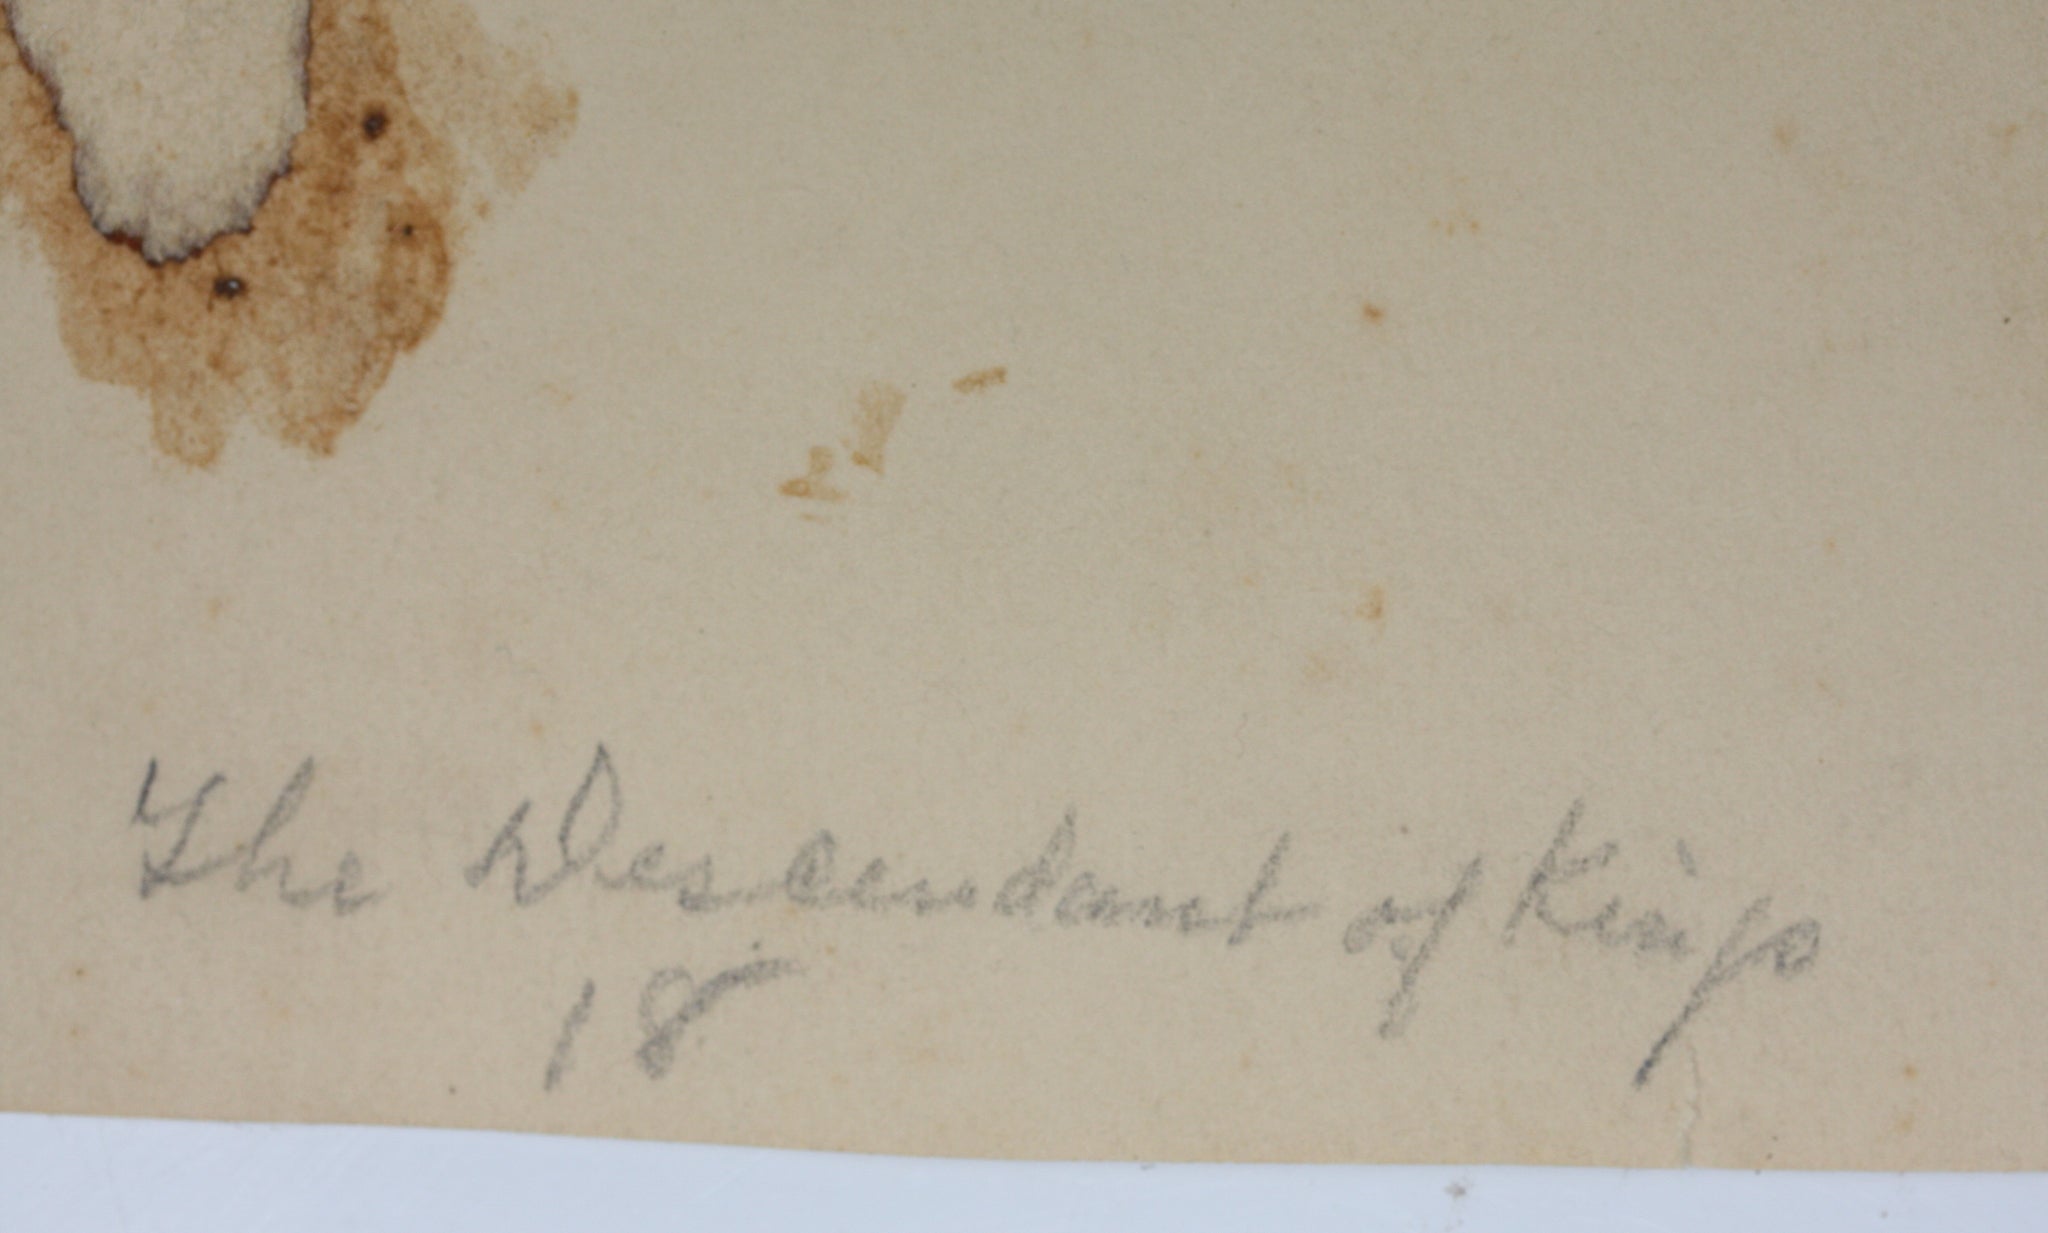 The Descendant of Kings
18